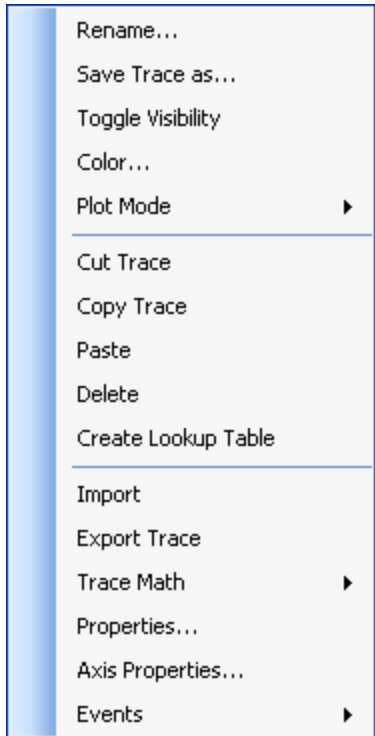 Rename...
Save Trace as...
Toggle Visibility
Color...
Plot Mode
Cut Trace
Copy Trace
Paste
Delete
Create Lookup Table
Import
Export Trace
Trace Math
Properties...
Axis Properties...
Events